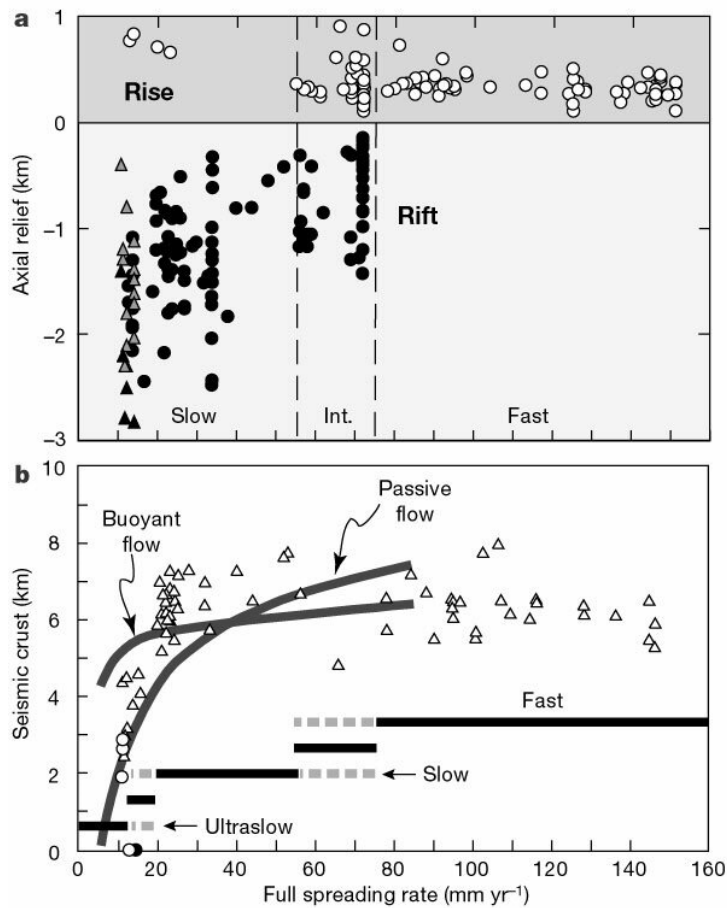 a
1
0
−1
−2
−3
Axial relief (km)
Rise
Rift
Slow
Int.
Fast
b
10
8
6
4
2
0
Seismic crust (km)
Buoyant
flow
Passive
flow
Fast
Slow
Ultraslow
0 20 40 60 80 100 120 140 160
Full spreading rate (mm yr⁻¹)